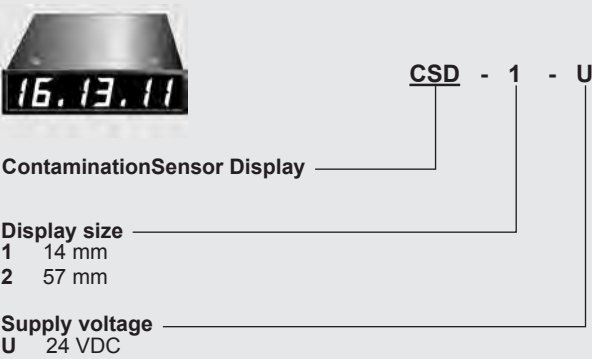 16.13.11
CSD - 1 - U
ContaminationSensor Display
Display size
1 14 mm
2 57 mm
Supply voltage
U 24 VDC